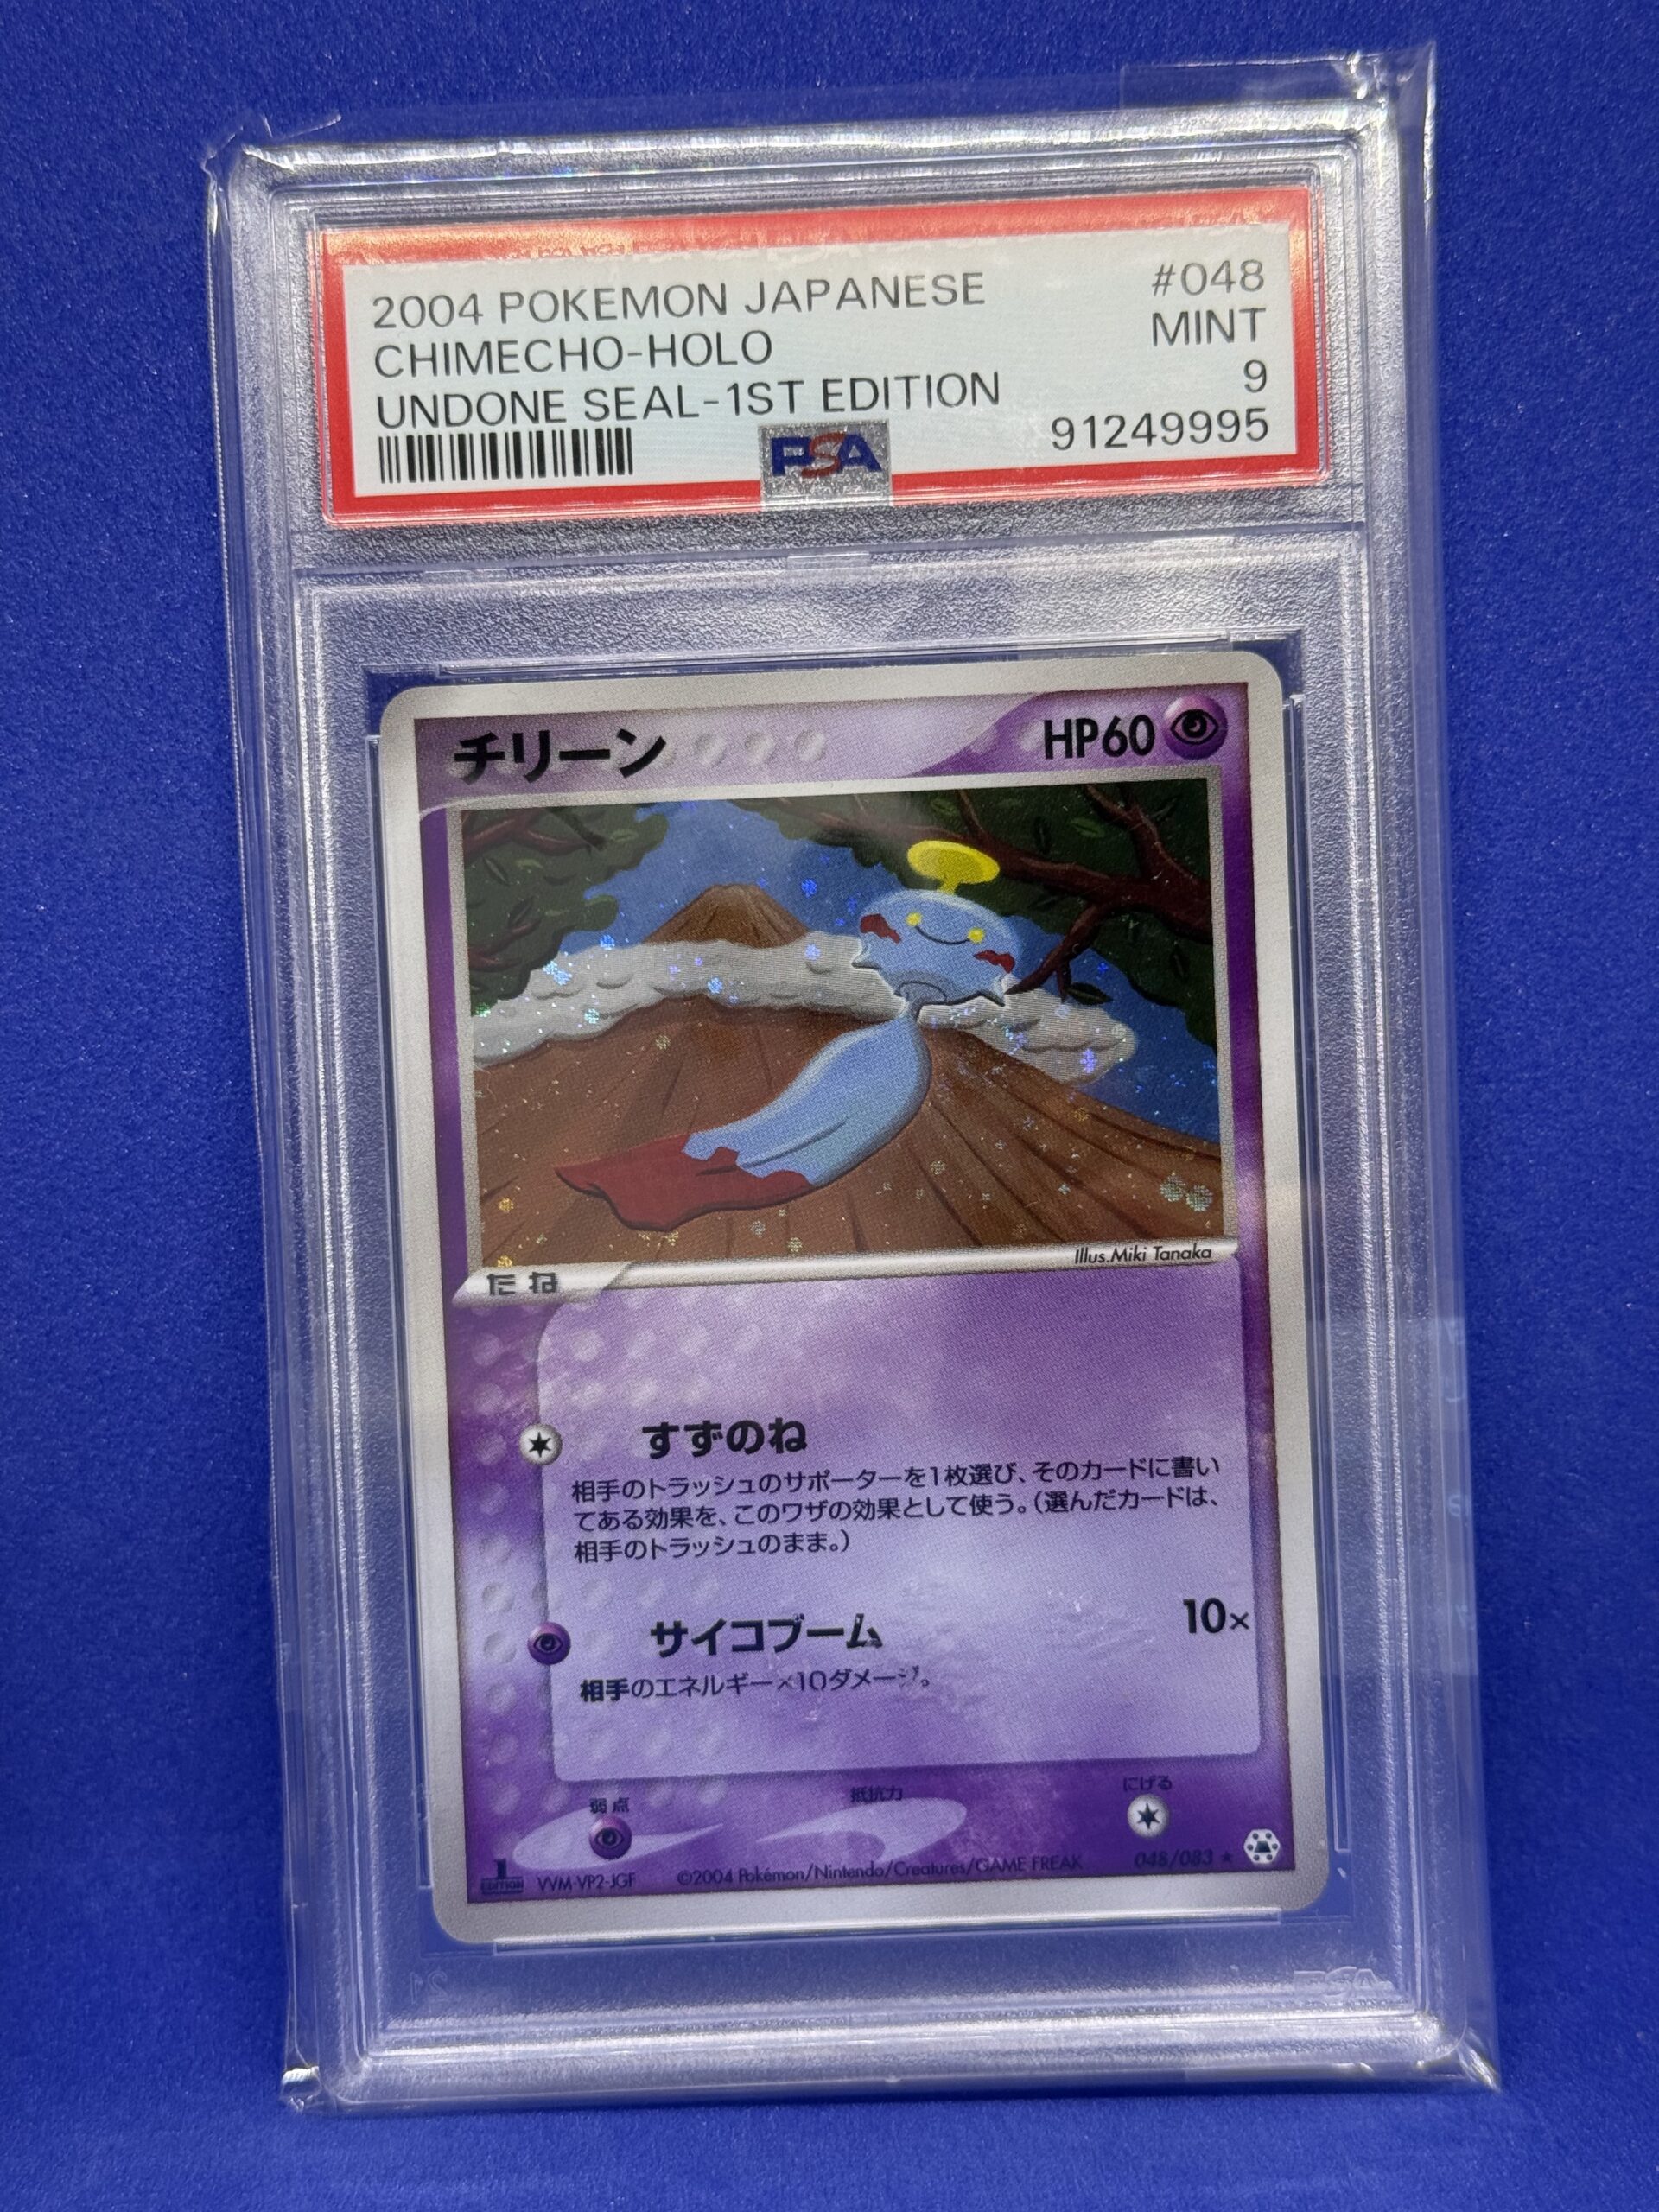 2004 POKEMON JAPANESE #048
CHIMECHO-HOLO MINT
UNDONE SEAL-1ST EDITION 9
PSA 91249995
チリーン HP60
Illus.Miki Tanaka
たね
すずのね
相手のトラッシュのサポーターを1枚選び、そのカードに書い
てある効果を、このワザの効果として使う。(選んだカードは、
相手のトラッシュのまま。)
サイコブーム 10×
相手のエネルギー×10ダメージ。
弱点 抵抗力 にげる
1 EDITION VVM-VP2-JGF ©2004 Pokémon/Nintendo/Creatures/GAME FREAK 048/083 ★
PSA